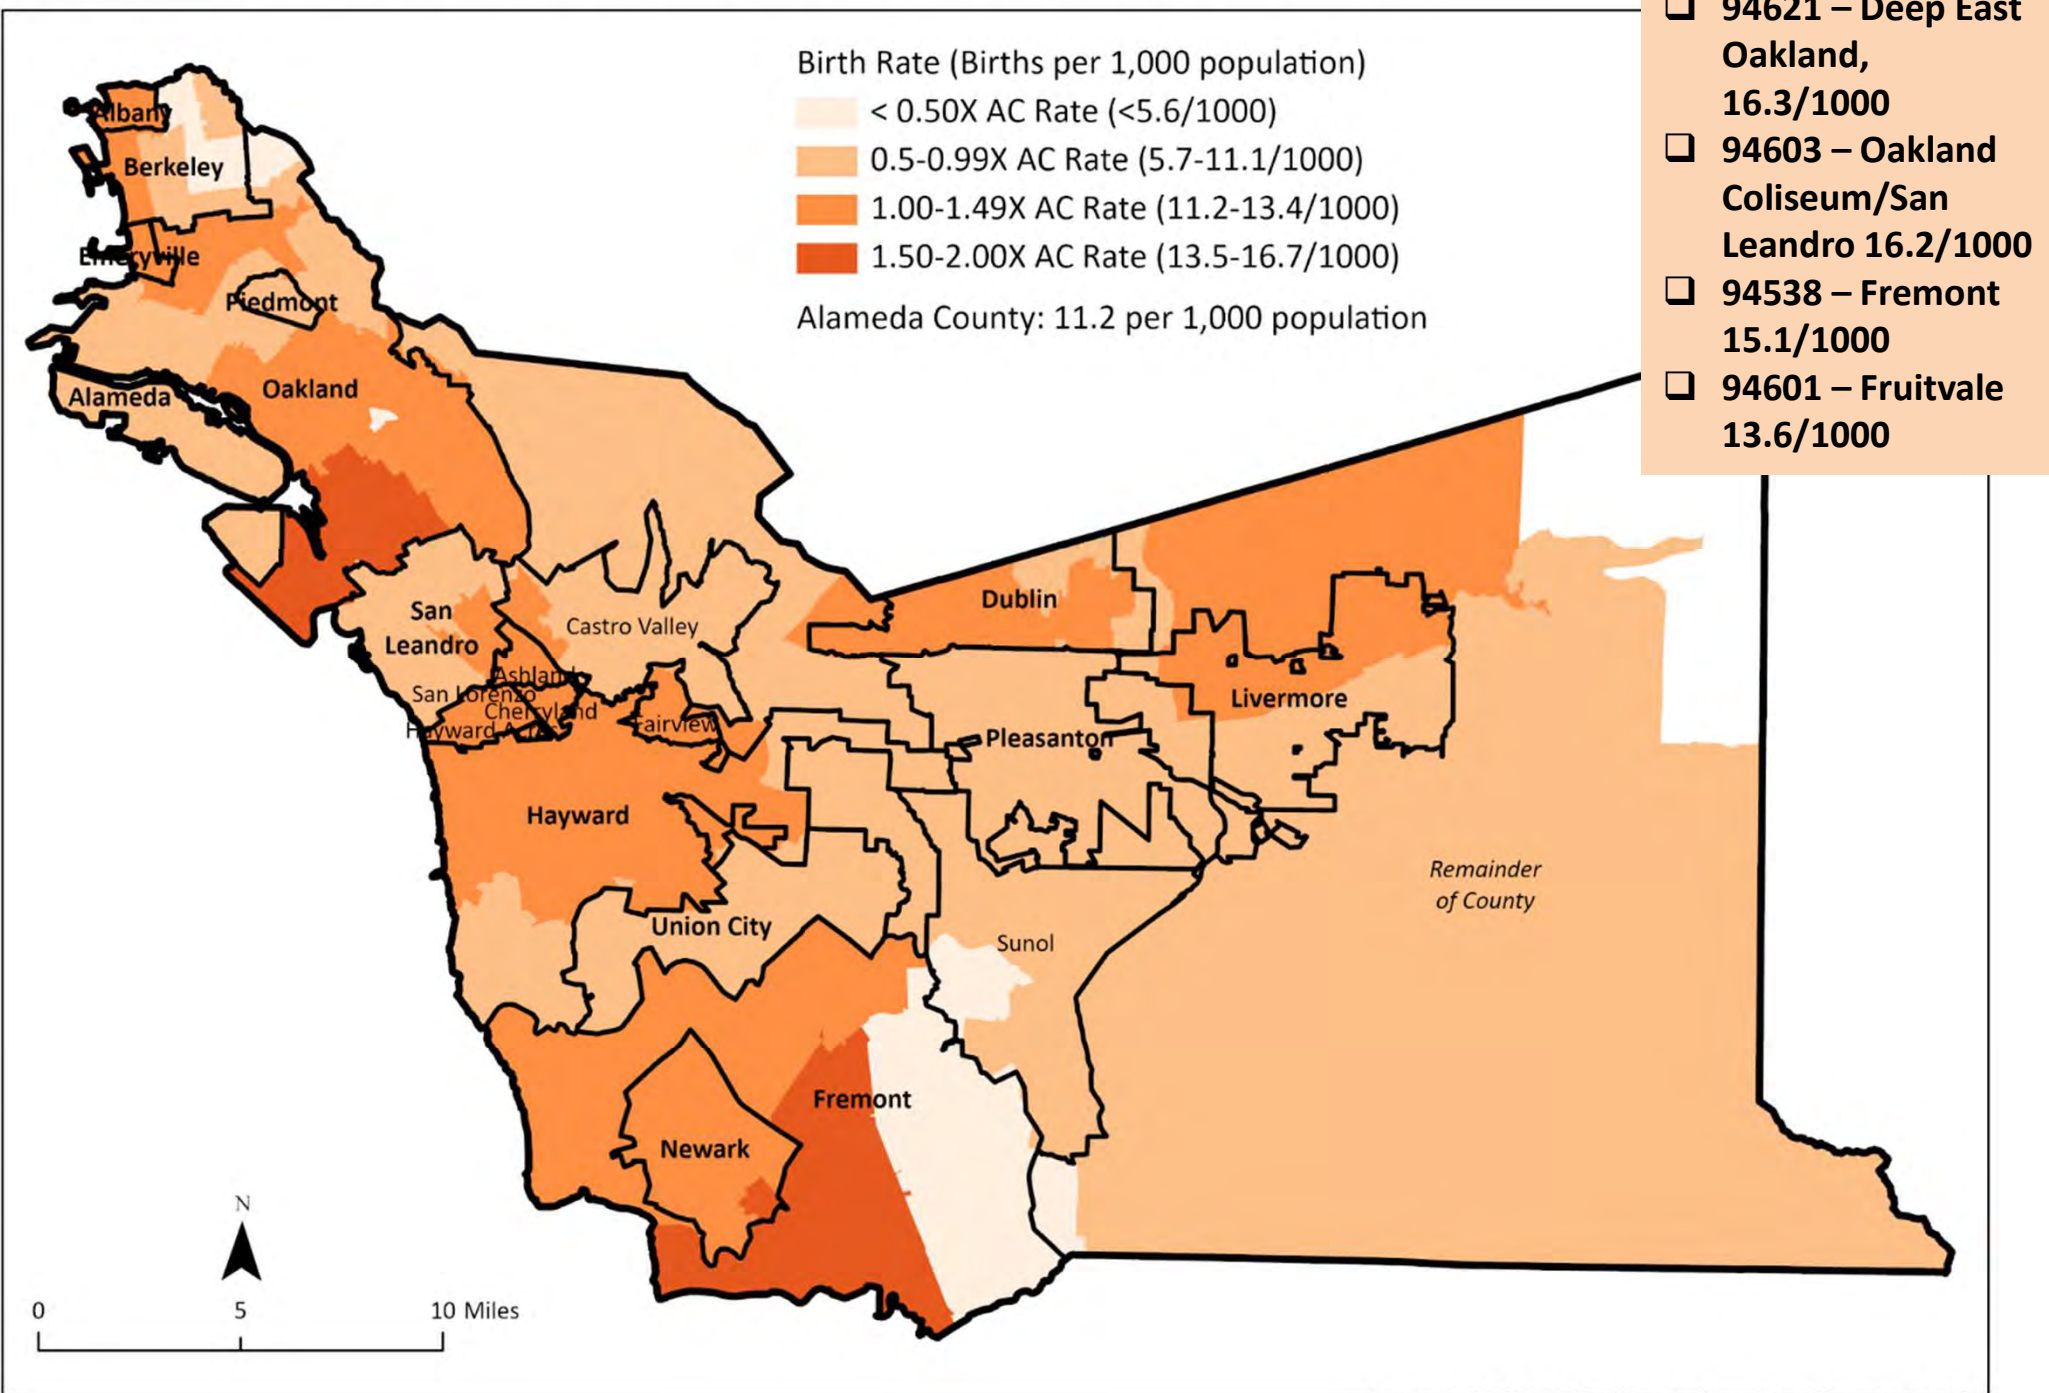 Birth Rate (Births per 1,000 population)
< 0.50X AC Rate (<5.6/1000)
0.5-0.99X AC Rate (5.7-11.1/1000)
1.00-1.49X AC Rate (11.2-13.4/1000)
1.50-2.00X AC Rate (13.5-16.7/1000)
Alameda County: 11.2 per 1,000 population
94621 – Deep East
Oakland,
16.3/1000
94603 – Oakland
Coliseum/San
Leandro 16.2/1000
94538 – Fremont
15.1/1000
94601 – Fruitvale
13.6/1000
Albany
Berkeley
Emeryville
Piedmont
Oakland
Alameda
San
Leandro
Castro Valley
Dublin
Ashland
San Lorenzo
Cherryland
Hayward Acres
Fairview
Livermore
Pleasanton
Hayward
Remainder
of County
Union City
Sunol
Fremont
Newark
N
0 5 10 Miles